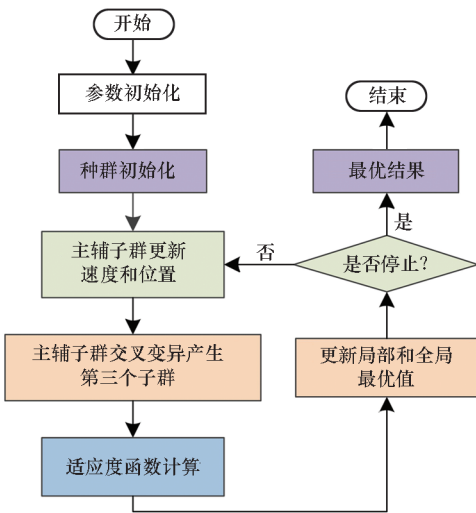 开始
参数初始化
种群初始化
主辅子群更新
速度和位置
主辅子群交叉变异产生
第三个子群
适应度函数计算
更新局部和全局
最优值
是否停止?
否
是
最优结果
结束